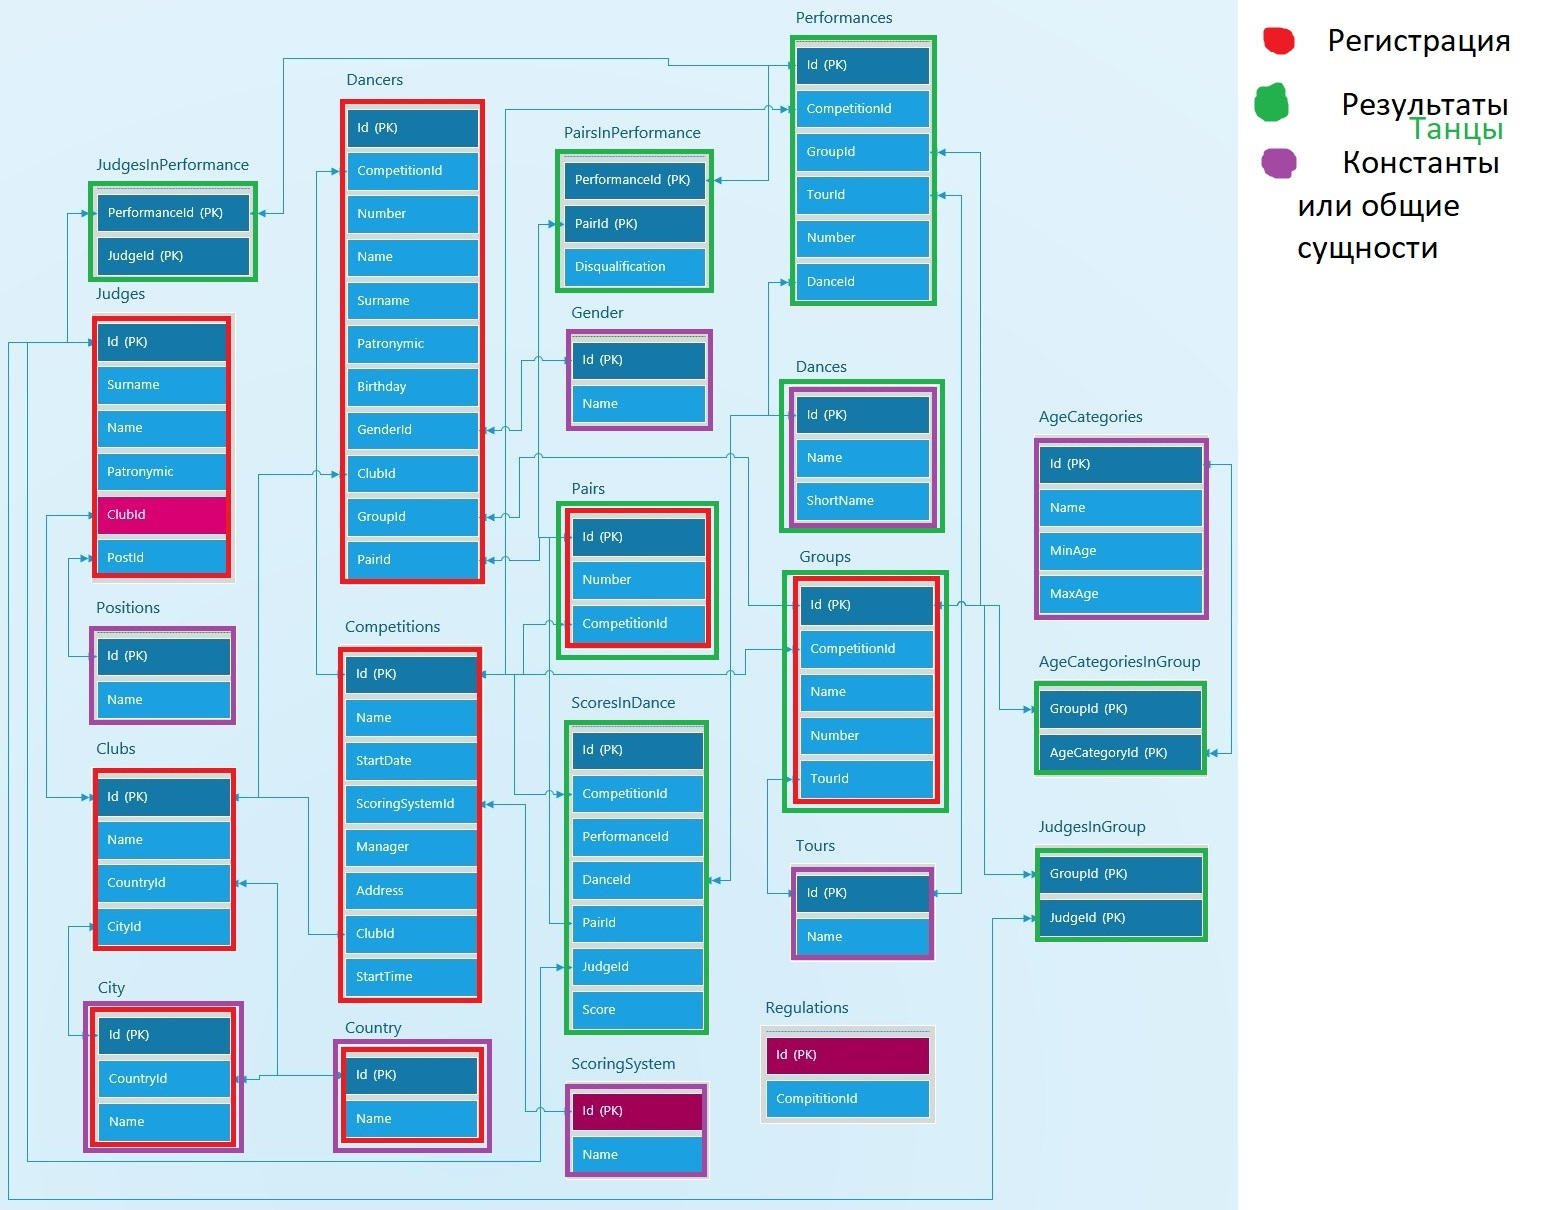 JudgesInPerformance
PerformanceId (PK)
JudgeId (PK)
Judges
Id (PK)
Surname
Name
Patronymic
ClubId
PostId
Positions
Id (PK)
Name
Clubs
Id (PK)
Name
CountryId
CityId
City
Id (PK)
CountryId
Name
Dancers
Id (PK)
CompetitionId
Number
Name
Surname
Patronymic
Birthday
GenderId
ClubId
GroupId
PairId
Competitions
Id (PK)
Name
StartDate
ScoringSystemId
Manager
Address
ClubId
StartTime
Country
Id (PK)
Name
PairsInPerformance
PerformanceId (PK)
PairId (PK)
Disqualification
Gender
Id (PK)
Name
Pairs
Id (PK)
Number
CompetitionId
ScoresInDance
Id (PK)
CompetitionId
PerformanceId
DanceId
PairId
JudgeId
Score
ScoringSystem
Id (PK)
Name
Performances
Id (PK)
CompetitionId
GroupId
TourId
Number
DanceId
Dances
Id (PK)
Name
ShortName
Groups
Id (PK)
CompetitionId
Name
Number
TourId
Tours
Id (PK)
Name
Regulations
Id (PK)
CompititionId
AgeCategories
Id (PK)
Name
MinAge
MaxAge
AgeCategoriesInGroup
GroupId (PK)
AgeCategoryId (PK)
JudgesInGroup
GroupId (PK)
JudgeId (PK)
Регистрация
Результаты
Танцы
Константы
или общие
сущности